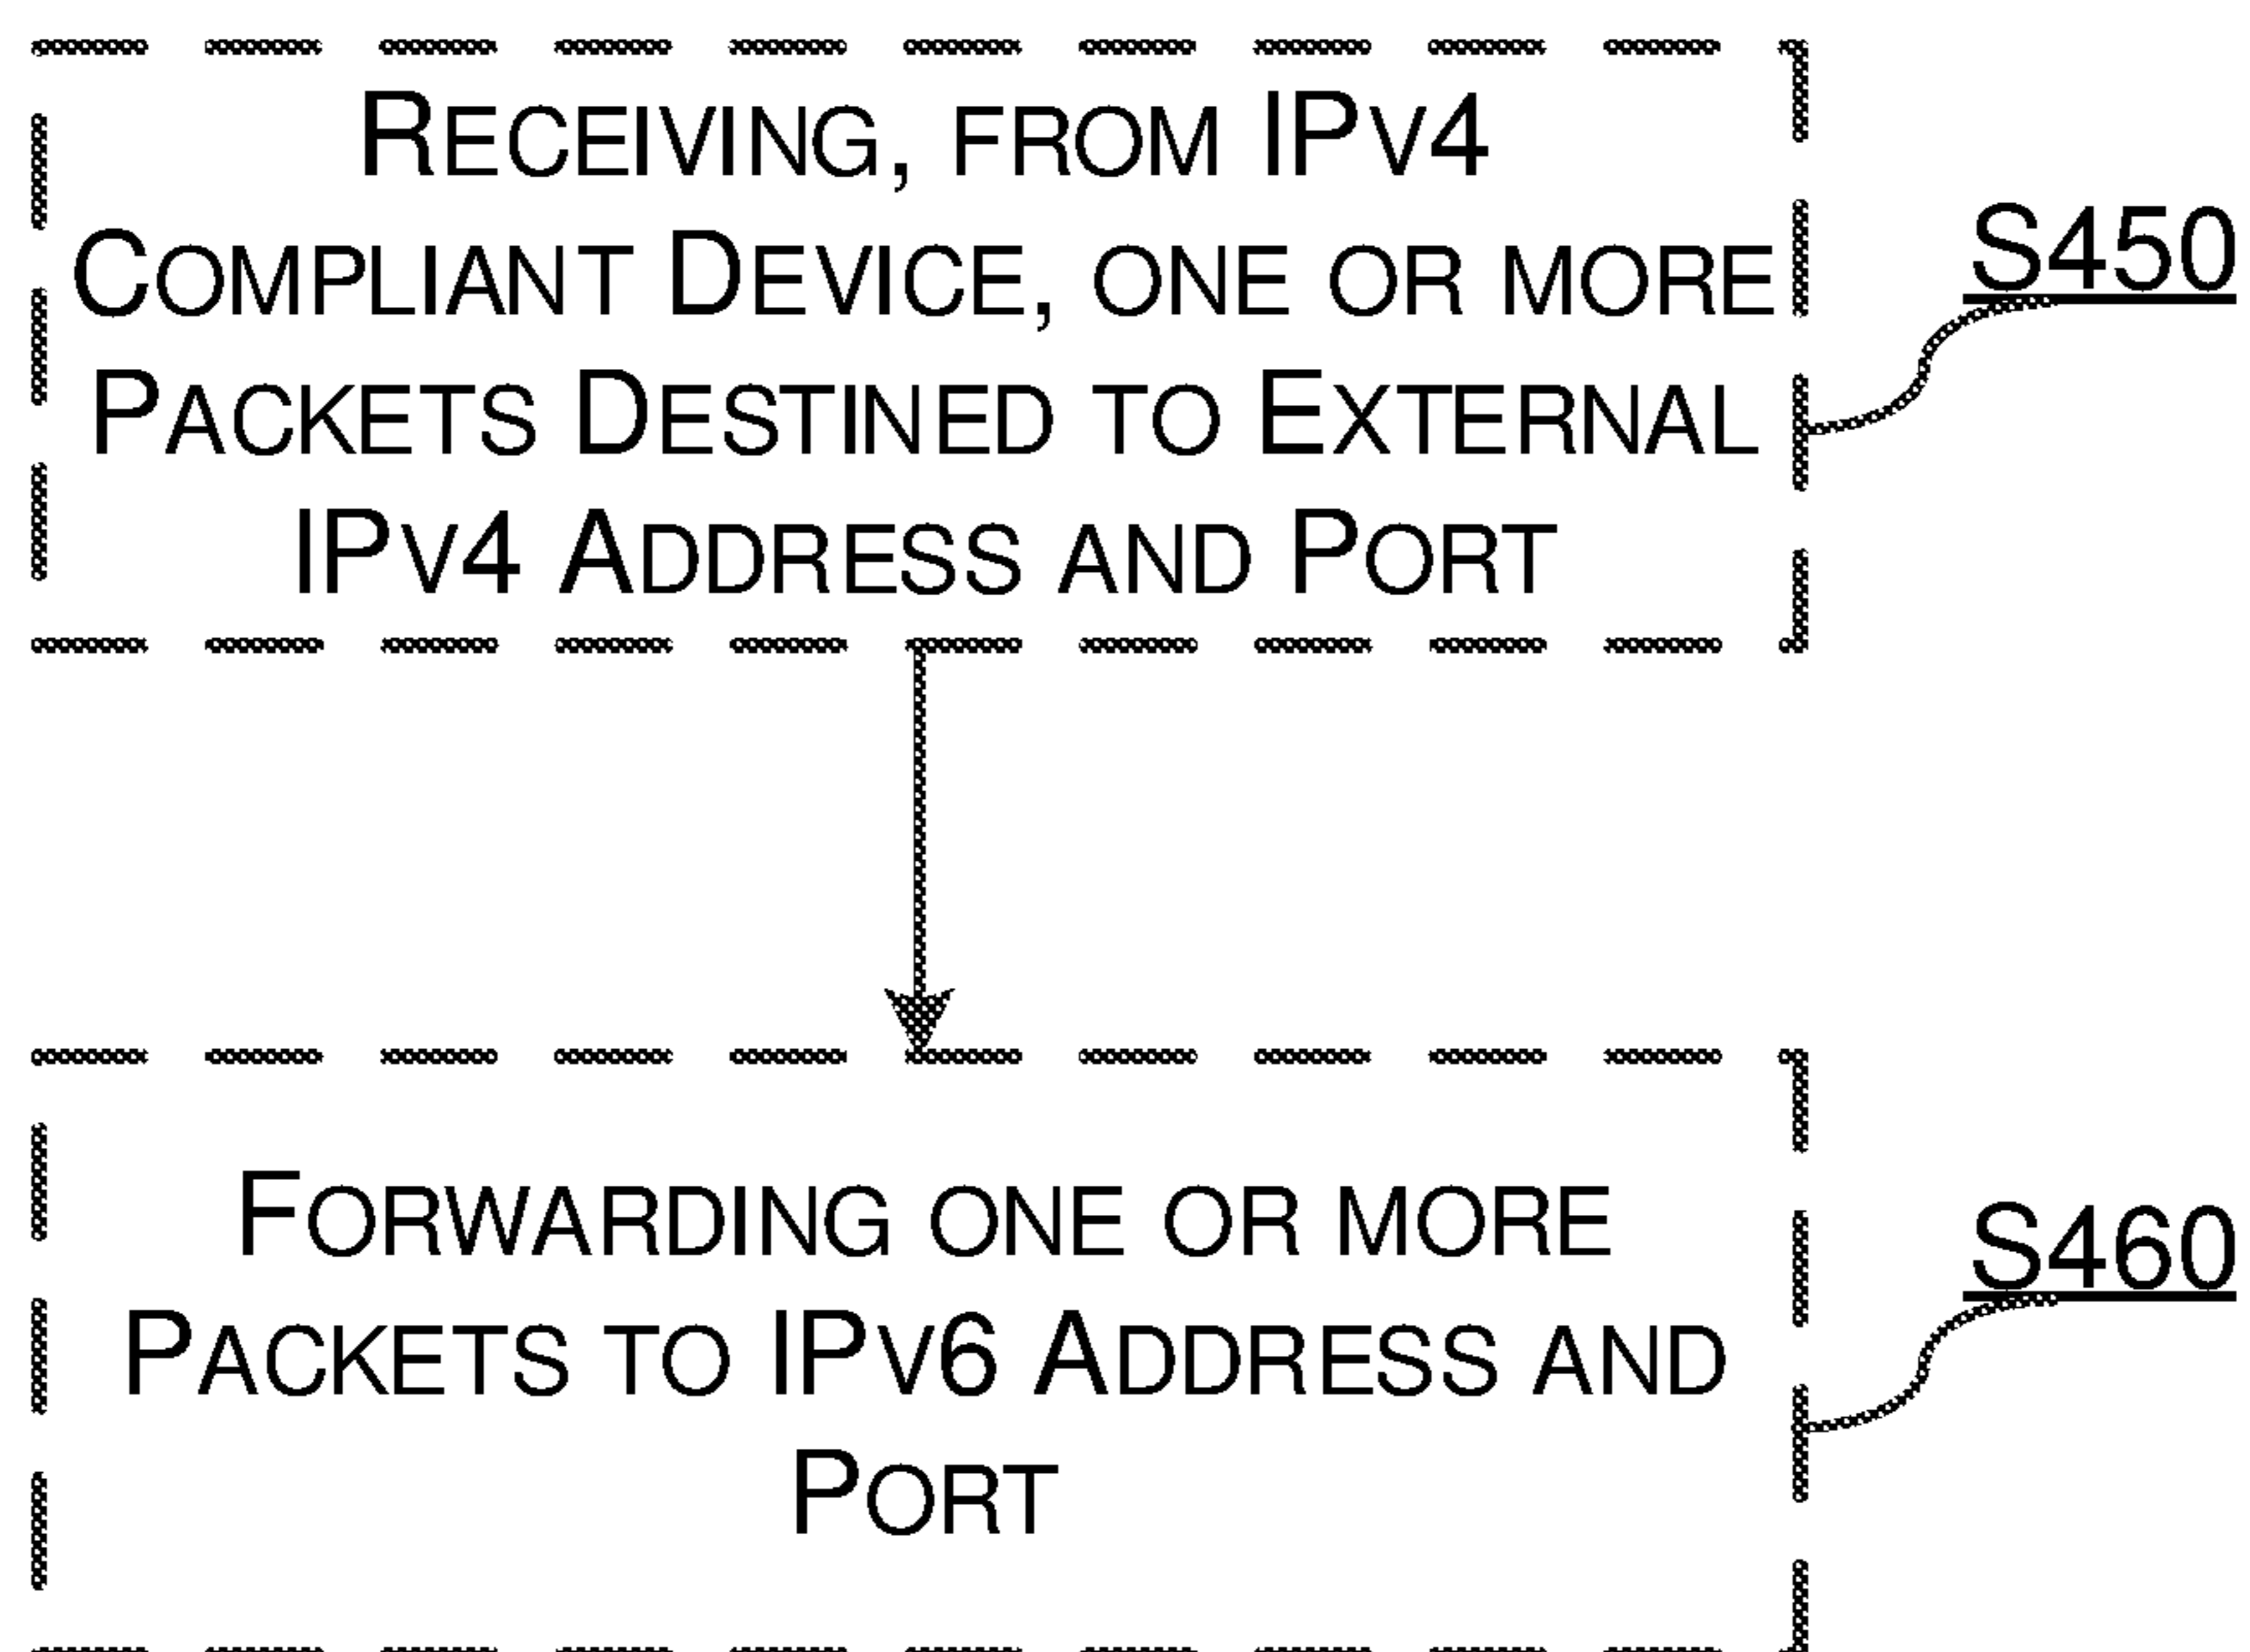 RECEIVING, FROM IPV4
COMPLIANT DEVICE, ONE OR MORE
PACKETS DESTINED TO EXTERNAL
IPV4 ADDRESS AND PORT
S450
FORWARDING ONE OR MORE
PACKETS TO IPV6 ADDRESS AND
PORT
S460